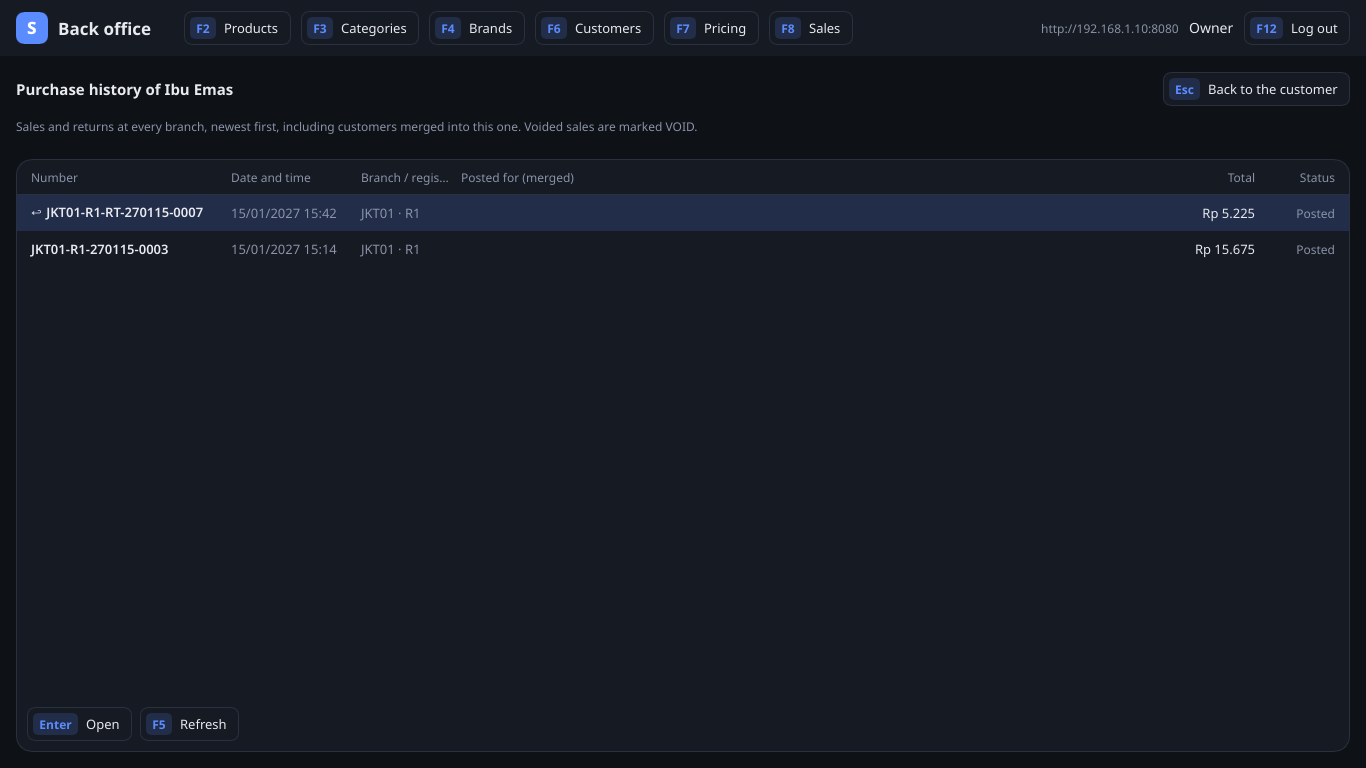 S Back office F2 Products F3 Categories F4 Brands F6 Customers F7 Pricing F8 Sales http://192.168.1.10:8080 Owner F12 Log out
Purchase history of Ibu Emas Esc Back to the customer
Sales and returns at every branch, newest first, including customers merged into this one. Voided sales are marked VOID.
Number Date and time Branch / regis... Posted for (merged) Total Status
↩ JKT01-R1-RT-270115-0007 15/01/2027 15:42 JKT01 · R1 Rp 5.225 Posted
JKT01-R1-270115-0003 15/01/2027 15:14 JKT01 · R1 Rp 15.675 Posted
Enter Open F5 Refresh